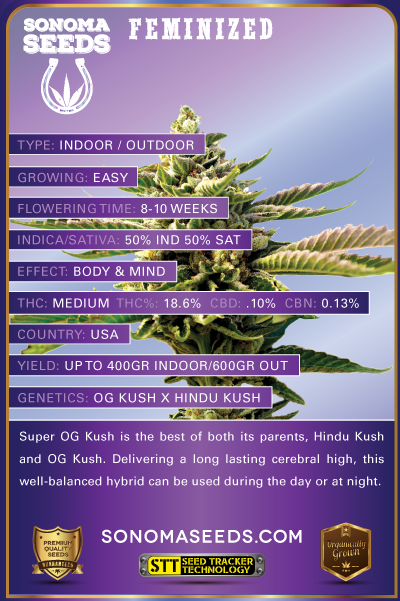 SONOMA
SEEDS
FEMINIZED
TYPE: INDOOR / OUTDOOR
GROWING: EASY
FLOWERING TIME: 8-10 WEEKS
INDICA/SATIVA: 50% IND 50% SAT
EFFECT: BODY & MIND
THC: MEDIUM THC%: 18.6% CBD: .10% CBN: 0.13%
COUNTRY: USA
YIELD: UP TO 400GR INDOOR/600GR OUT
GENETICS: OG KUSH X HINDU KUSH
Super OG Kush is the best of both its parents, Hindu Kush
and OG Kush. Delivering a long lasting cerebral high, this
well-balanced hybrid can be used during the day or at night.
PREMIUM
QUALITY
SEEDS
GUARANTEED
SONOMASEEDS.COM
STT SEED TRACKER
TECHNOLOGY
Organically
Grown